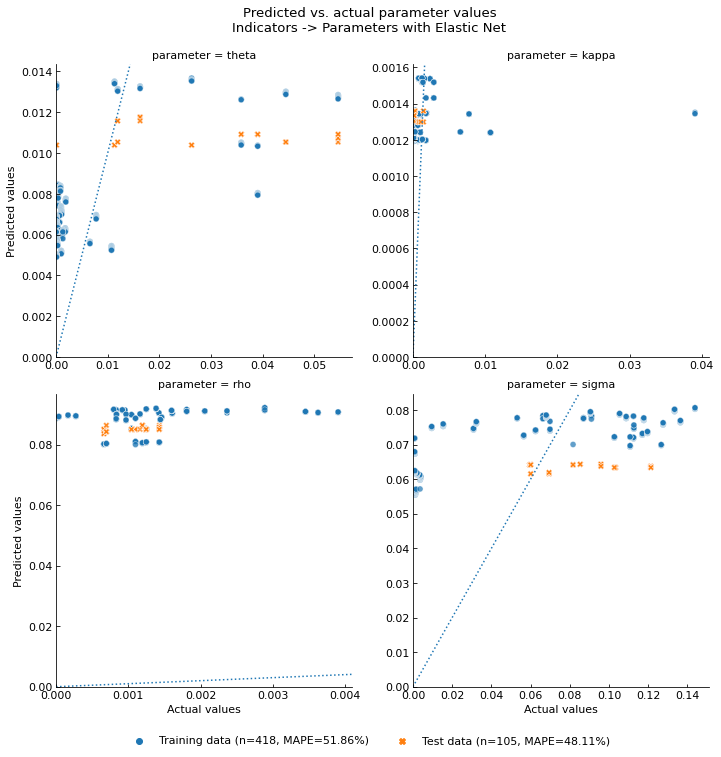 Predicted vs. actual parameter values
Indicators -> Parameters with Elastic Net
parameter = theta
parameter = kappa
0.014
0.012
0.010
0.008
0.006
0.004
0.002
0.000
Predicted values
0.00 0.01 0.02 0.03 0.04 0.05
0.0016
0.0014
0.0012
0.0010
0.0008
0.0006
0.0004
0.0002
0.0000
0.00 0.01 0.02 0.03 0.04
parameter = rho
parameter = sigma
0.08
0.06
0.04
0.02
0.00
Predicted values
0.000 0.001 0.002 0.003 0.004
Actual values
0.08
0.07
0.06
0.05
0.04
0.03
0.02
0.01
0.00
0.00 0.02 0.04 0.06 0.08 0.10 0.12 0.14
Actual values
Training data (n=418, MAPE=51.86%)
Test data (n=105, MAPE=48.11%)